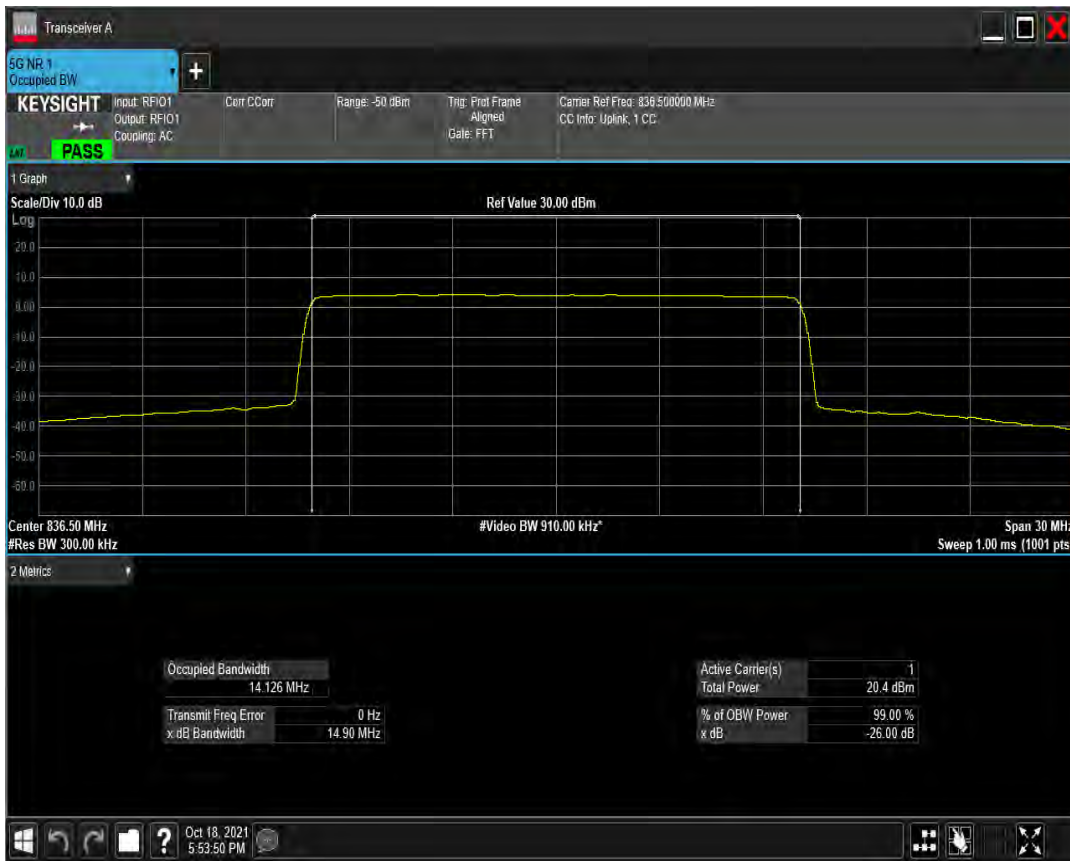 Transceiver A
5G NR 1
Occupied BW
+
KEYSIGHT
Input: RFIO1
Output: RFIO1
Coupling: AC
Corr CCorr
Range: -50 dBm
Trig: Prot Frame
Aligned
Gate: FFT
Carrier Ref Freq: 836.500000 MHz
CC Info: Uplink, 1 CC
PASS
1 Graph
Scale/Div 10.0 dB
Ref Value 30.00 dBm
Log
20.0
10.0
0.00
-10.0
-20.0
-30.0
-40.0
-50.0
-60.0
Center 836.50 MHz
#Video BW 910.00 kHz*
Span 30 MHz
#Res BW 300.00 kHz
Sweep 1.00 ms (1001 pts
2 Metrics
Occupied Bandwidth
14.126 MHz
Transmit Freq Error 0 Hz
x dB Bandwidth 14.90 MHz
Active Carrier(s) 1
Total Power 20.4 dBm
% of OBW Power 99.00 %
x dB -26.00 dB
?
Oct 18, 2021
5:53:50 PM